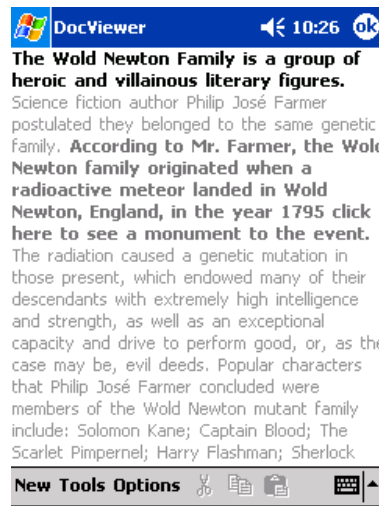 DocViewer 10:26 ok
The Wold Newton Family is a group of
heroic and villainous literary figures.
Science fiction author Philip José Farmer
postulated they belonged to the same genetic
family. According to Mr. Farmer, the Wold
Newton family originated when a
radioactive meteor landed in Wold
Newton, England, in the year 1795 click
here to see a monument to the event.
The radiation caused a genetic mutation in
those present, which endowed many of their
descendants with extremely high intelligence
and strength, as well as an exceptional
capacity and drive to perform good, or, as the
case may be, evil deeds. Popular characters
that Philip José Farmer concluded were
members of the Wold Newton mutant family
include: Solomon Kane; Captain Blood; The
Scarlet Pimpernel; Harry Flashman; Sherlock
New Tools Options